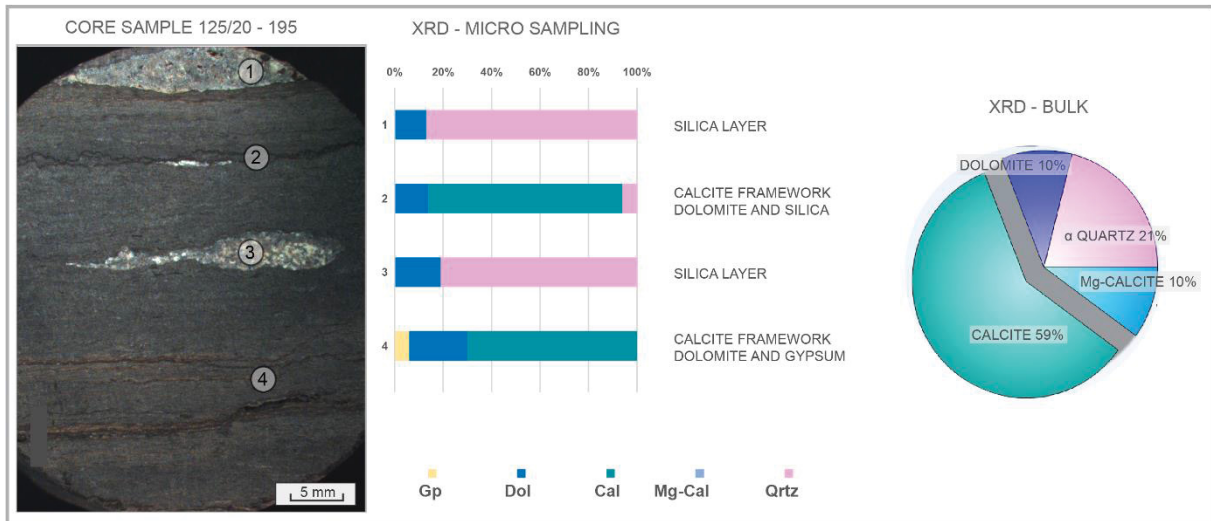 CORE SAMPLE 125/20 - 195
1
2
3
4
5 mm
XRD - MICRO SAMPLING
0% 20% 40% 60% 80% 100%
1 SILICA LAYER
2 CALCITE FRAMEWORK
DOLOMITE AND SILICA
3 SILICA LAYER
4 CALCITE FRAMEWORK
DOLOMITE AND GYPSUM
XRD - BULK
DOLOMITE 10%
α QUARTZ 21%
Mg-CALCITE 10%
CALCITE 59%
Gp Dol Cal Mg-Cal Qrtz